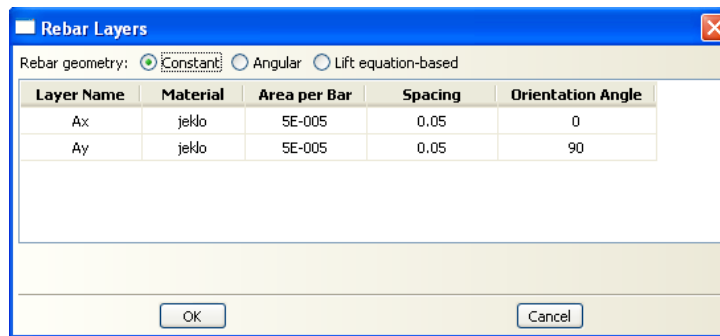 Rebar Layers
Rebar geometry: Constant Angular Lift equation-based
Layer Name Material Area per Bar Spacing Orientation Angle
Ax jeklo 5E-005 0.05 0
Ay jeklo 5E-005 0.05 90
OK Cancel